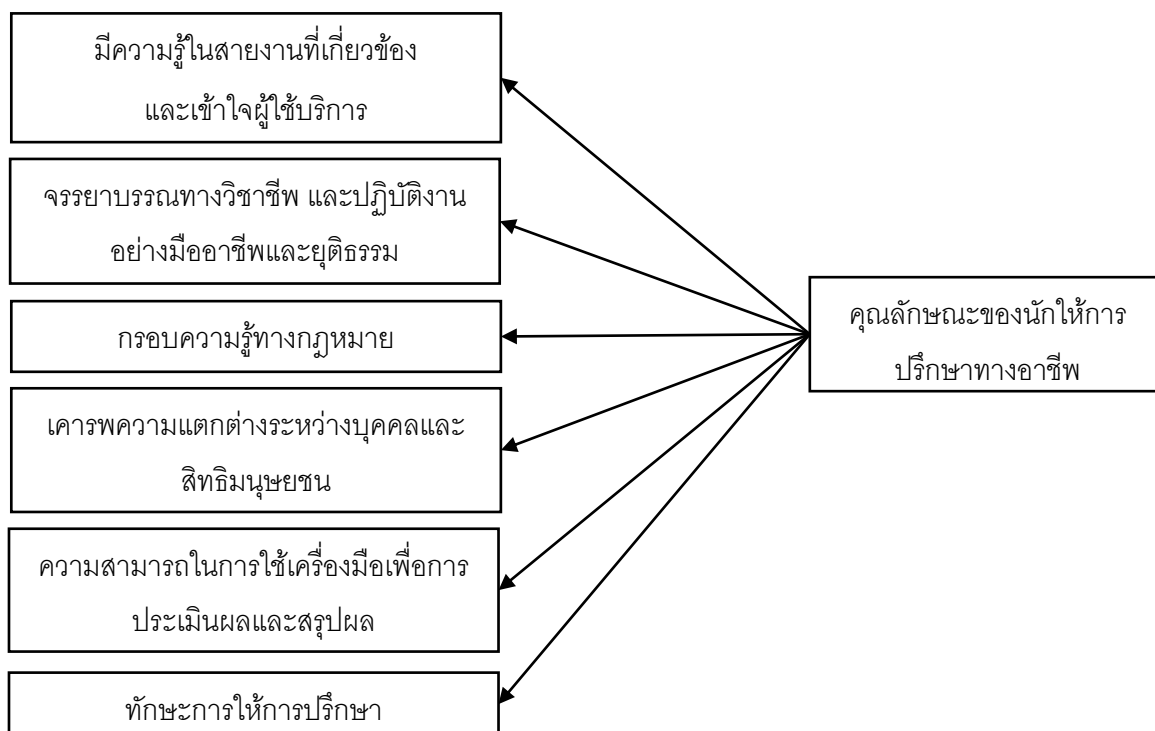 มีความรู้ในสายงานที่เกี่ยวข้อง
และเข้าใจผู้ใช้บริการ
จรรยาบรรณทางวิชาชีพ และปฏิบัติงาน
อย่างมืออาชีพและยุติธรรม
กรอบความรู้ทางกฎหมาย
เคารพความแตกต่างระหว่างบุคคลและ
สิทธิมนุษยชน
ความสามารถในการใช้เครื่องมือเพื่อการ
ประเมินผลและสรุปผล
ทักษะการให้การปรึกษา
คุณลักษณะของนักให้การ
ปรึกษาทางอาชีพ